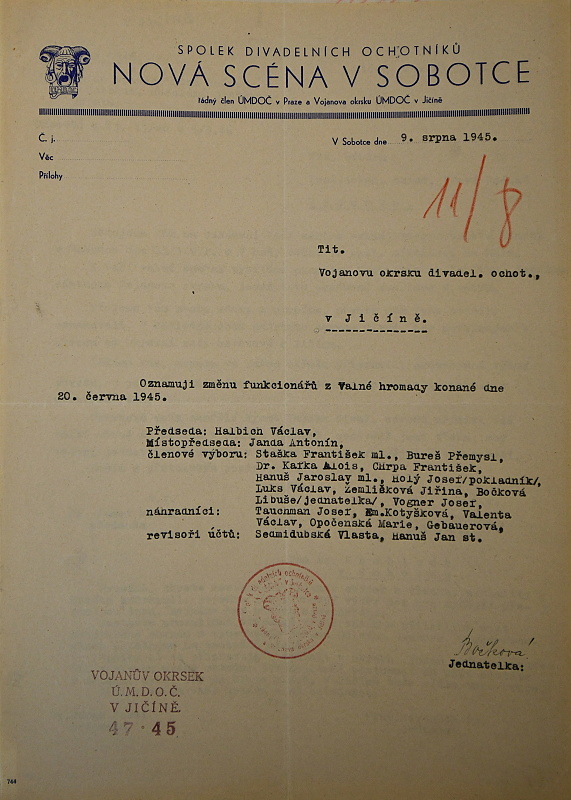 SPOLEK DIVADELNÍCH OCHOTNÍKŮ
NOVÁ SCÉNA V SOBOTCE
řádný člen ÚMDOČ v Praze a Vojanova okrsku ÚMDOČ v Jičíně
Č. j.
V Sobotce dne 9. srpna 1945.
Věc
Přílohy
11/8
Tit.
Vojanovu okrsku divadel. ochot.,
v Jičíně.
Oznamuji změnu funkcionářů z Valné hromady konané dne
20. června 1945.
Předseda: Halbich Václav,
Místopředseda: Janda Antonín,
členové výboru: Staška František ml., Bureš Přemysl,
Dr. Kafka Alois, Chrpa František,
Hanuš Jaroslav ml., Holý Josef/pokladník/,
Luks Václav, Zemličková Jiřina, Bočková
Libuše/jednatelka/, Vogner Josef,
náhradníci: Tauchman Josef, Em.Kotyšková, Valenta
Václav, Opočenská Marie, Gebauerová,
revisoři účtů: Sedmidubská Vlasta, Hanuš Jan st.
Bočková
Jednatelka:
VOJANŮV OKRSEK
Ú.M.D.O.Č.
V JIČÍNĚ.
47 · 45
744